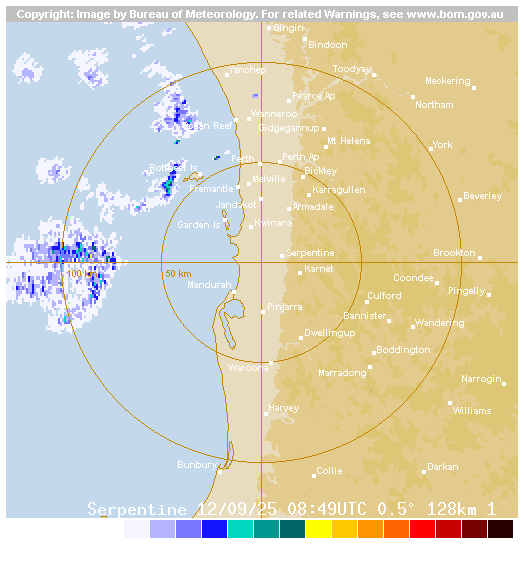 Copyright: Image by Bureau of Meteorology. For related Warnings, see www.bom.gov.au
Gingin
Bindoon
Yanchep
Toodyay
Meckering
Pearce Ap
Northam
Wanneroo
Ocean Reef
Gidgegannup
Mt Helena
York
Perth
Perth Ap
Rottnest Is
Bickley
Melville
Fremantle
Karragullen
Beverley
Jandakot
Armadale
Garden Is
Kwinana
Serpentine
Brookton
100 km
50 km
Karnet
Coondee
Mandurah
Pingelly
Culford
Pinjarra
Bannister
Wandering
Dwellingup
Boddington
Waroona
Marradong
Narrogin
Harvey
Williams
Bunbury
Collie
Darkan
Serpentine 12/09/25 08:49UTC 0.5° 128km 1